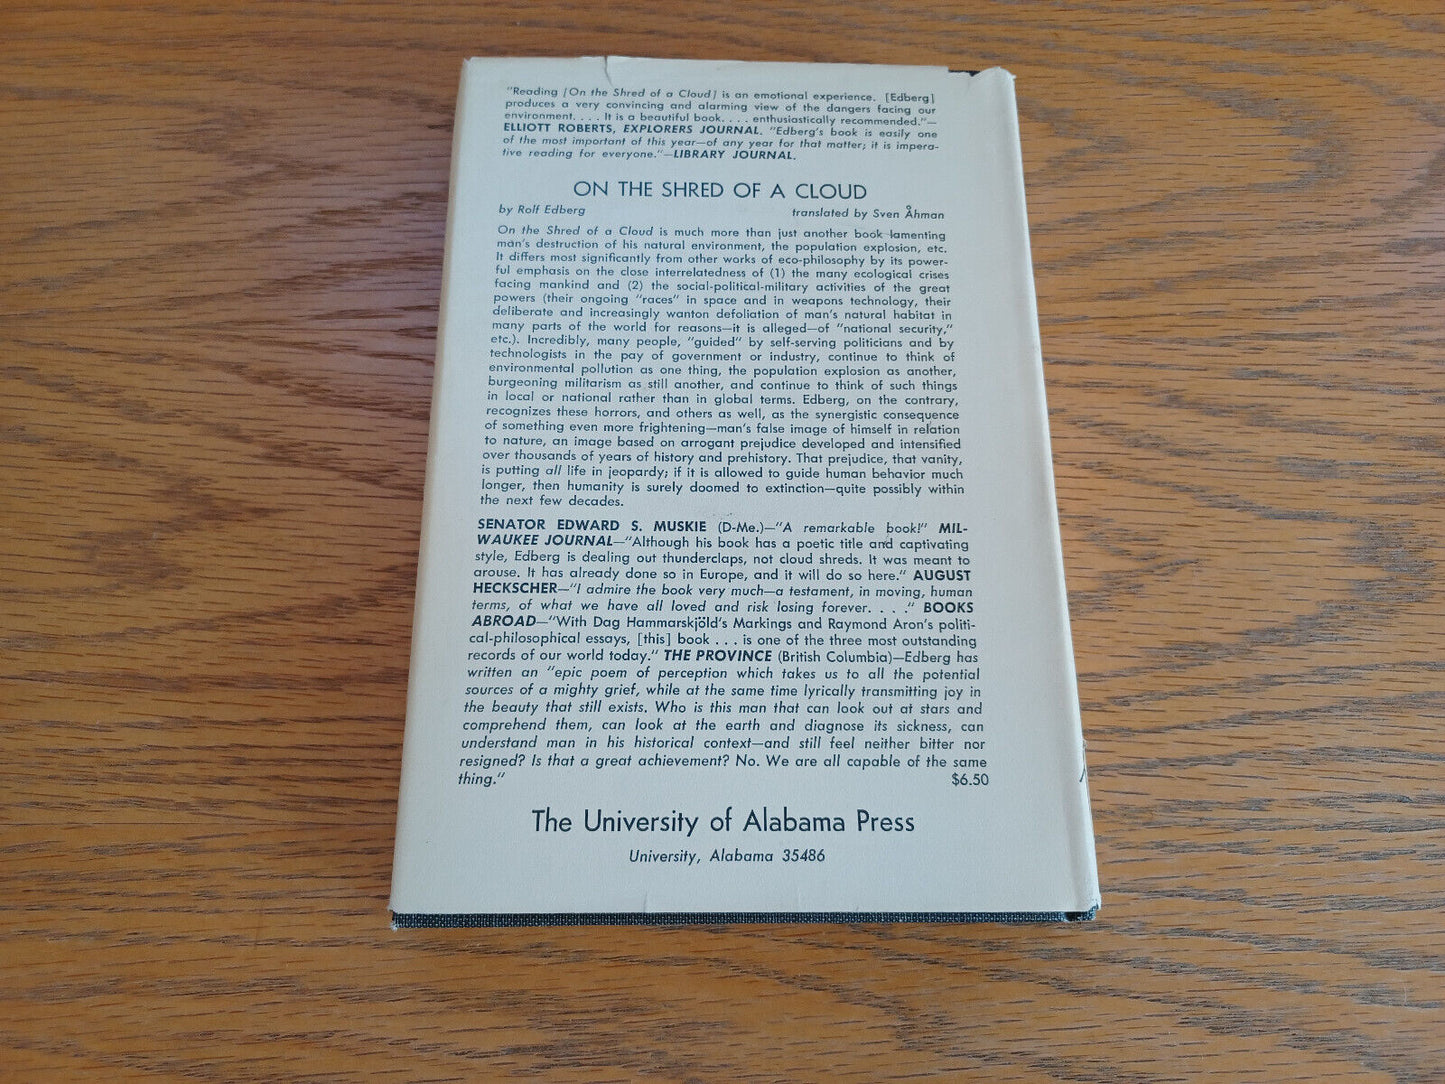 "Reading [On the Shred of a Cloud] is an emotional experience. [Edberg]
produces a very convincing and alarming view of the dangers facing our
environment. . . . It is a beautiful book. . . . enthusiastically recommended."—
ELLIOTT ROBERTS, EXPLORERS JOURNAL. "Edberg's book is easily one
of the most important of this year—of any year for that matter; it is impera-
tive reading for everyone."—LIBRARY JOURNAL.
ON THE SHRED OF A CLOUD
by Rolf Edberg translated by Sven Åhman
On the Shred of a Cloud is much more than just another book lamenting
man's destruction of his natural environment, the population explosion, etc.
It differs most significantly from other works of eco-philosophy by its power-
ful emphasis on the close interrelatedness of (1) the many ecological crises
facing mankind and (2) the social-political-military activities of the great
powers (their ongoing "races" in space and in weapons technology, their
deliberate and increasingly wanton defoliation of man's natural habitat in
many parts of the world for reasons—it is alleged—of "national security,"
etc.). Incredibly, many people, "guided" by self-serving politicians and by
technologists in the pay of government or industry, continue to think of
environmental pollution as one thing, the population explosion as another,
burgeoning militarism as still another, and continue to think of such things
in local or national rather than in global terms. Edberg, on the contrary,
recognizes these horrors, and others as well, as the synergistic consequence
of something even more frightening—man's false image of himself in relation
to nature, an image based on arrogant prejudice developed and intensified
over thousands of years of history and prehistory. That prejudice, that vanity,
is putting all life in jeopardy; if it is allowed to guide human behavior much
longer, then humanity is surely doomed to extinction—quite possibly within
the next few decades.
SENATOR EDWARD S. MUSKIE (D-Me.)—"A remarkable book!" MIL-
WAUKEE JOURNAL—"Although his book has a poetic title and captivating
style, Edberg is dealing out thunderclaps, not cloud shreds. It was meant to
arouse. It has already done so in Europe, and it will do so here." AUGUST
HECKSCHER—"I admire the book very much—a testament, in moving, human
terms, of what we have all loved and risk losing forever. . . ." BOOKS
ABROAD—"With Dag Hammarskjöld's Markings and Raymond Aron's politi-
cal-philosophical essays, [this] book . . . is one of the three most outstanding
records of our world today." THE PROVINCE (British Columbia)—Edberg has
written an "epic poem of perception which takes us to all the potential
sources of a mighty grief, while at the same time lyrically transmitting joy in
the beauty that still exists. Who is this man that can look out at stars and
comprehend them, can look at the earth and diagnose its sickness, can
understand man in his historical context—and still feel neither bitter nor
resigned? Is that a great achievement? No. We are all capable of the same
thing." $6.50
The University of Alabama Press
University, Alabama 35486